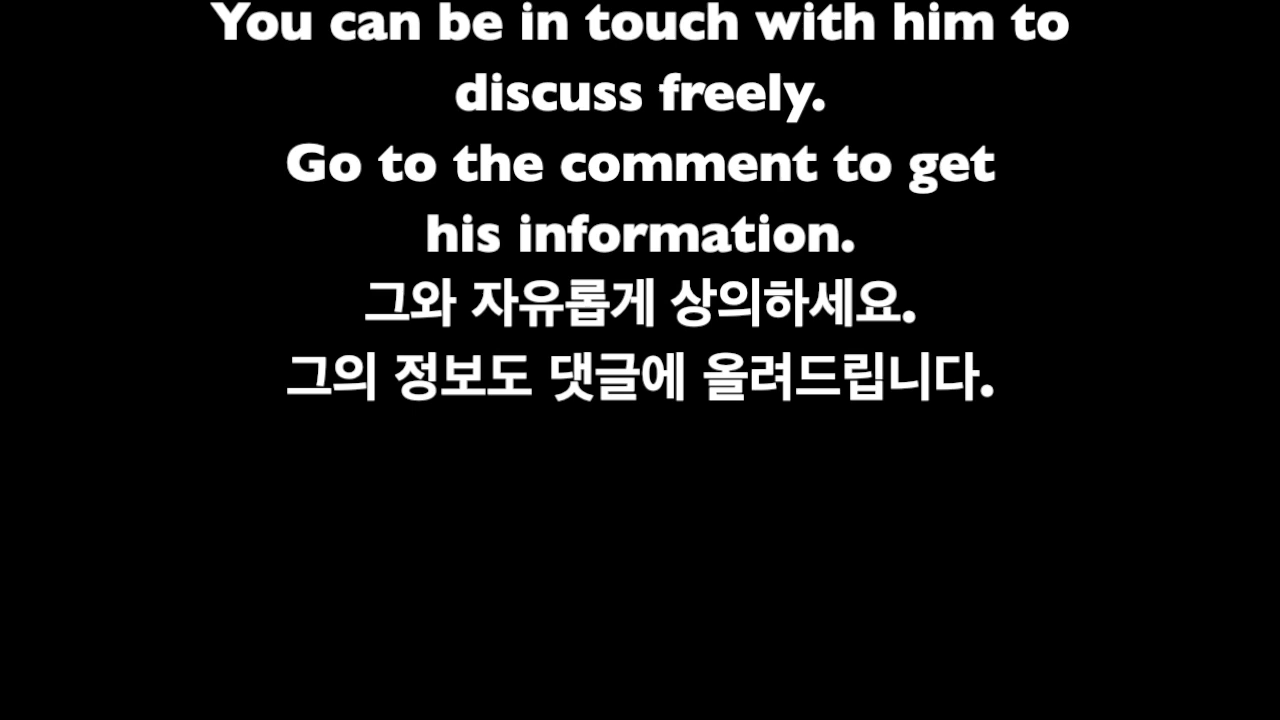 You can be in touch with him to
discuss freely.
Go to the comment to get
his information.
그와 자유롭게 상의하세요.
그의 정보도 댓글에 올려드립니다.